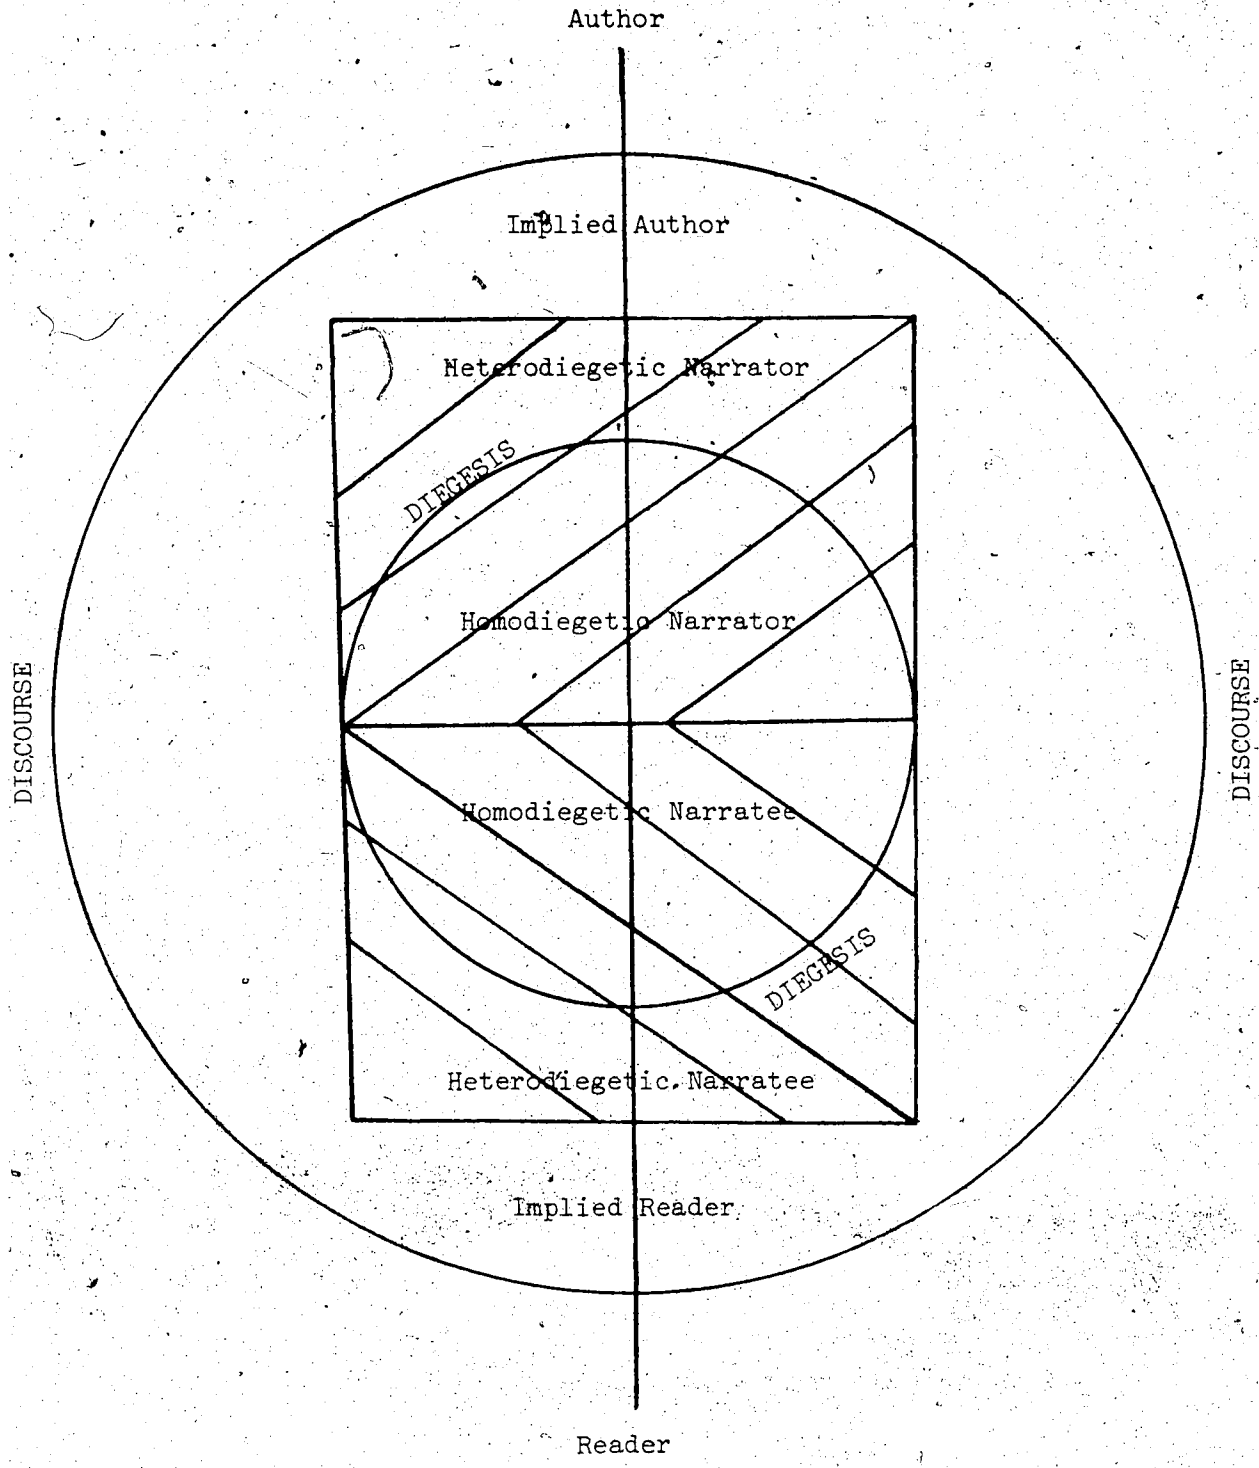 Author
Implied Author
Heterodiegetic Narrator
DIEGESIS
Homodiegetic Narrator
DISCOURSE
DISCOURSE
Homodiegetic Narratee
DIEGESIS
Heterodiegetic Narratee
Implied Reader
Reader